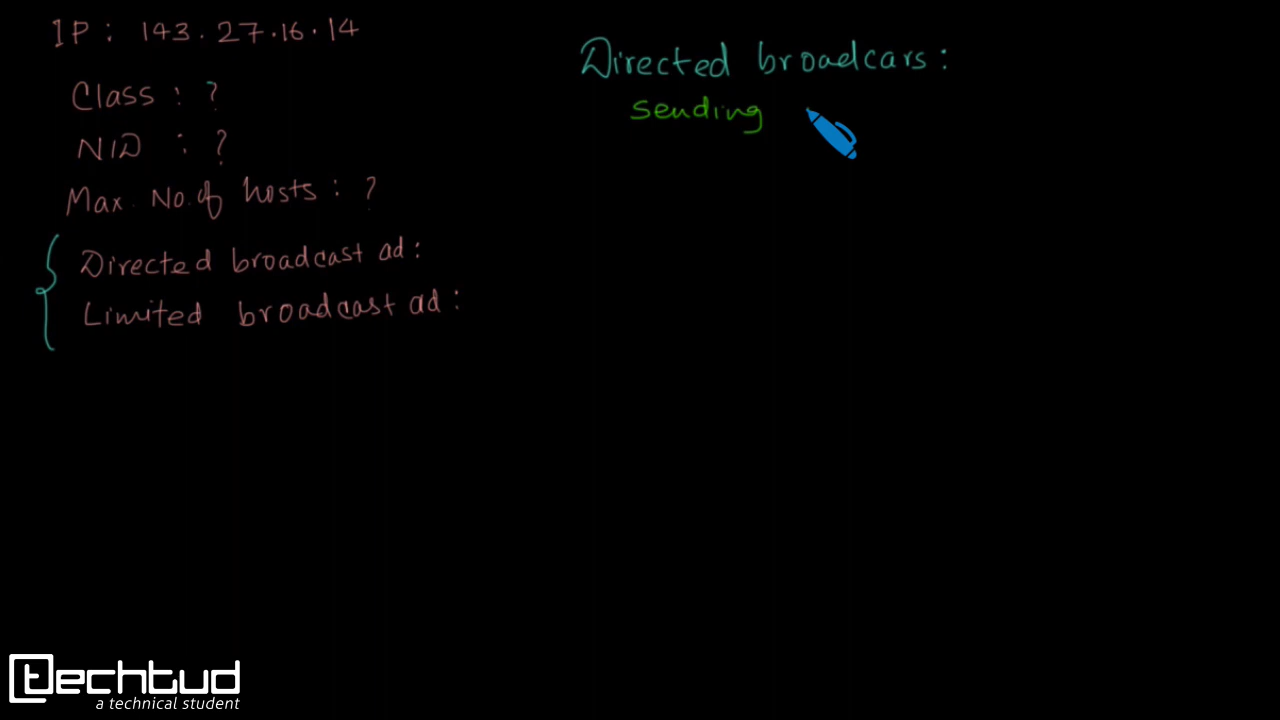 IP : 143.27.16.14
Class : ?
NID : ?
Max. No. of hosts : ?
Directed broadcast ad :
Limited broadcast ad :
Directed broadcars :
sending
techtud
a technical student